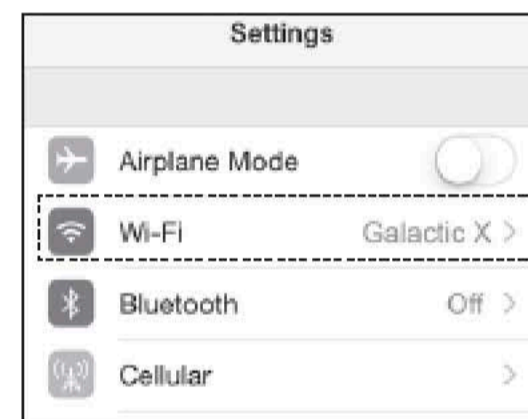 Settings
Airplane Mode
Wi-Fi Galactic X >
Bluetooth Off >
Cellular >